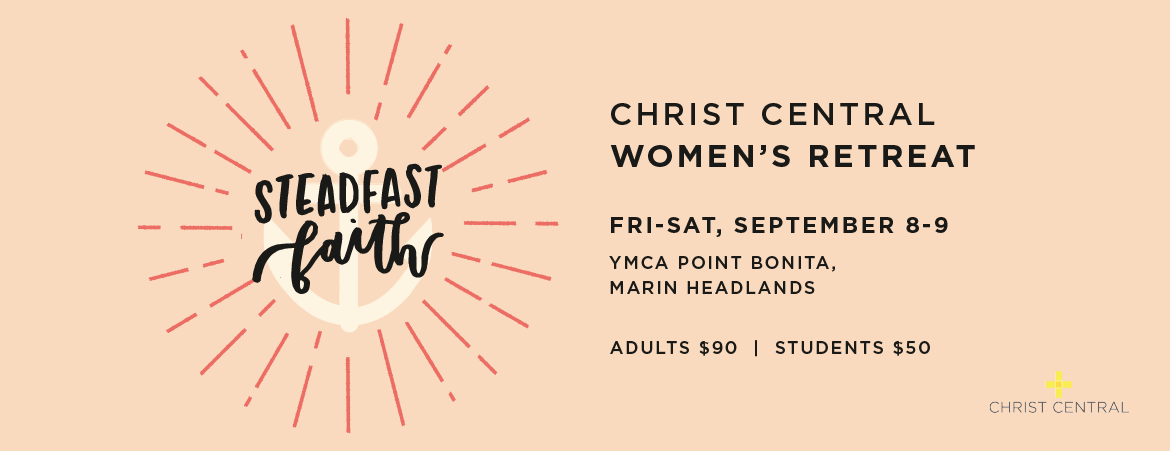 STEADFAST
faith
CHRIST CENTRAL
WOMEN'S RETREAT
FRI-SAT, SEPTEMBER 8-9
YMCA POINT BONITA,
MARIN HEADLANDS
ADULTS $90 | STUDENTS $50
CHRIST CENTRAL